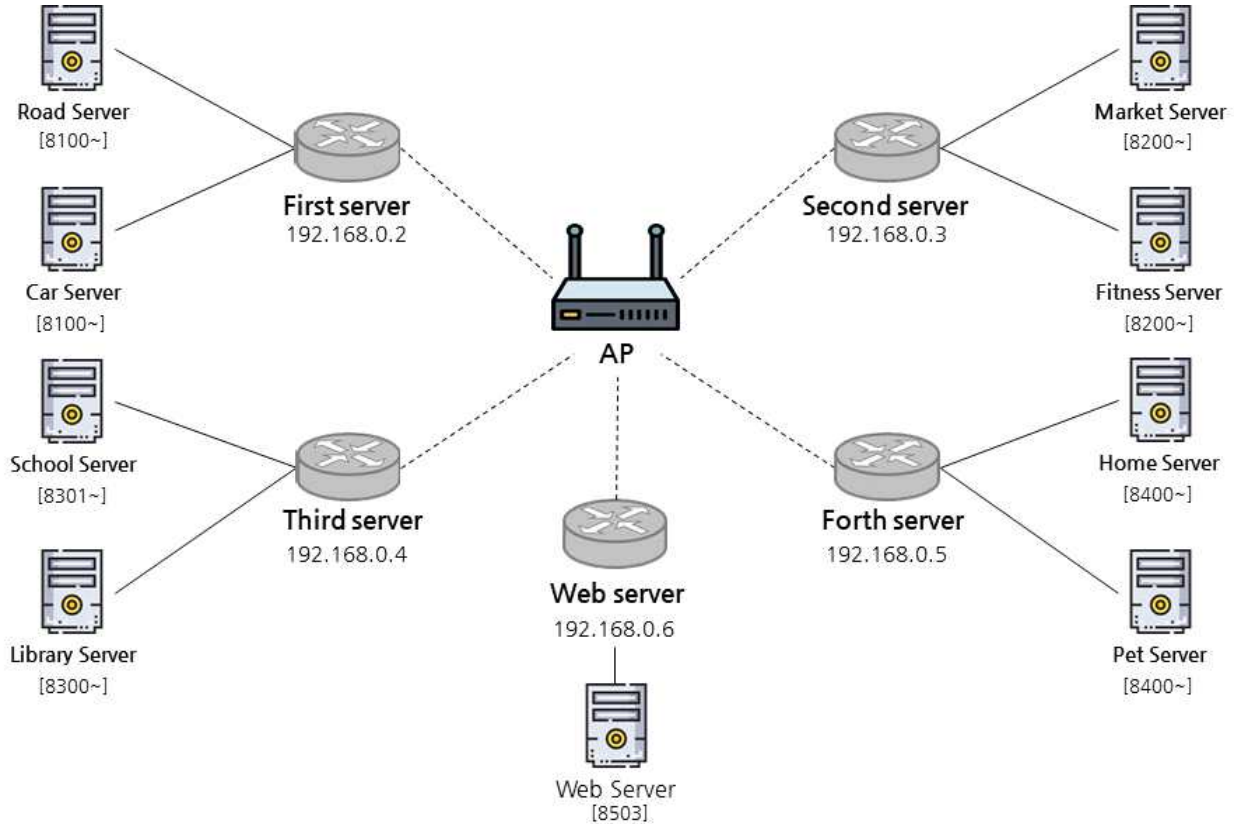 Road Server
[8100~]
Car Server
[8100~]
First server
192.168.0.2
Second server
192.168.0.3
Market Server
[8200~]
Fitness Server
[8200~]
AP
School Server
[8301~]
Library Server
[8300~]
Third server
192.168.0.4
Web server
192.168.0.6
Web Server
[8503]
Forth server
192.168.0.5
Home Server
[8400~]
Pet Server
[8400~]